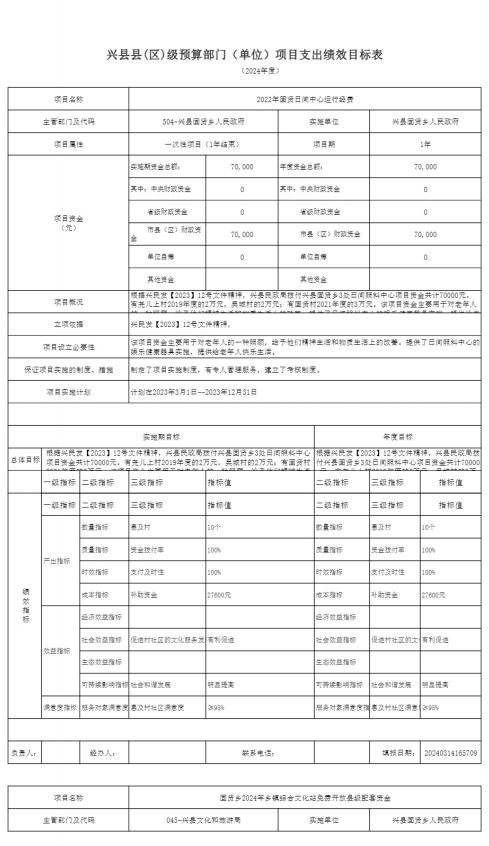 兴县县(区)级预算部门（单位）项目支出绩效目标表
（2024年度）
项目名称 2022年固贤日间中心运行经费
主管部门及代码 504-兴县固贤乡人民政府 实施单位 兴县固贤乡人民政府
项目属性 一次性项目（1年结束） 项目期 1年
项目资金（元）
实施期资金总额： 70,000 年度资金总额： 70,000
其中：中央财政资金 0 其中：中央财政资金 0
省级财政资金 0 省级财政资金 0
市县（区）财政资金 70,000 市县（区）财政资金 70,000
单位自筹 0 单位自筹 0
其他资金 其他资金
项目概况 根据兴民发【2023】12号文件精神，兴县民政局拨付兴县固贤乡3处日间照料中心项目资金共计70000元。
有尧儿上村2019年度的2万元，吴城村的2万元；有固贤村2021年度的3万元。该项目资金主要用于对老年人
立项依据 兴民发【2023】12号文件精神，
项目设立必要性 该项目资金主要用于对老年人的一种照顾，给予他们精神生活和物质生活上的改善。提供了日间照料中心的
娱乐健康器具实施，提供给老年人快乐生活。
保证项目实施的制度、措施 制定了项目实施制度，有专人管理服务，建立了考核制度。
项目实施计划 计划在2023年3月1日--2023年12月31日
实施期目标 年度目标
总体目标 根据兴民发【2023】12号文件精神，兴县民政局拨付兴县固贤乡3处日间照料中心
项目资金共计70000元。有尧儿上村2019年度的2万元，吴城村的2万元；有固贤村
根据兴民发【2023】12号文件精神，兴县民政局拨
付兴县固贤乡3处日间照料中心项目资金共计70000
绩效指标
一级指标 二级指标 三级指标 指标值 二级指标 三级指标 指标值
一级指标 二级指标 三级指标 指标值 二级指标 三级指标 指标值
产出指标
数量指标 惠及村 10个 数量指标 惠及村 10个
质量指标 资金拨付率 100% 质量指标 资金拨付率 100%
时效指标 支付及时性 100% 时效指标 支付及时性 100%
成本指标 补助资金 27600元 成本指标 补助资金 27600元
效益指标
经济效益指标 经济效益指标
社会效益指标 促进村社区的文化服务发 有利促进 社会效益指标 促进村社区的文 有利促进
生态效益指标 生态效益指标
可持续影响指标 社会和谐发展 明显提高 可持续影响指标 社会和谐发展 明显提高
满意度指标 服务对象满意度 惠及村社区满意度 ≥95% 服务对象满意度指 惠及村社区满意 ≥95%
负责人： 经办人： 联系电话： 填报日期： 20240314165709
项目名称 固贤乡2024年乡镇综合文化站免费开放县级配套资金
主管部门及代码 045-兴县文化和旅游局 实施单位 兴县固贤乡人民政府